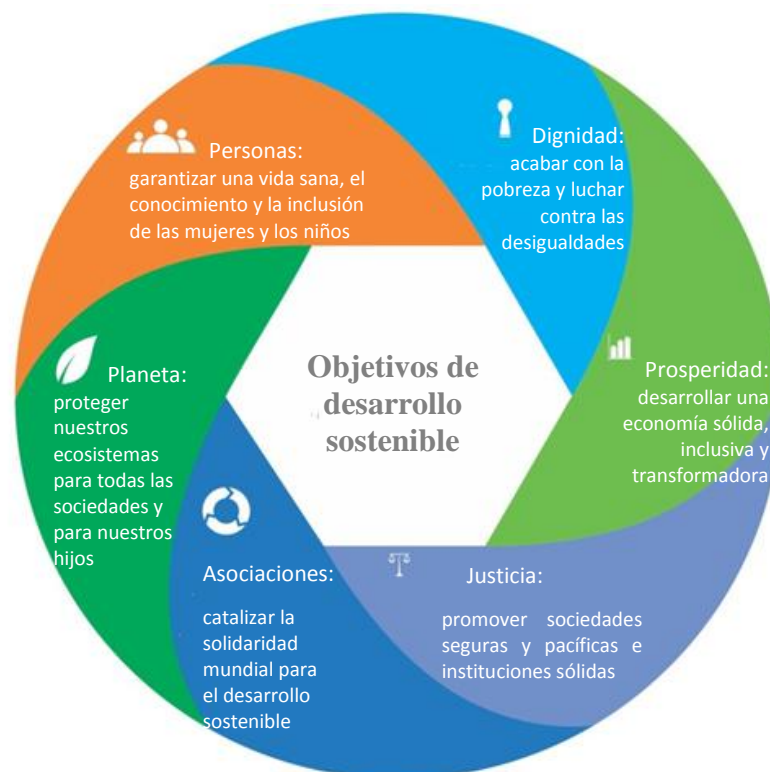 Personas:
garantizar una vida sana, el
conocimiento y la inclusión
de las mujeres y los niños
Dignidad:
acabar con la
pobreza y luchar
contra las
desigualdades
Prosperidad:
desarrollar una
economía sólida,
inclusiva y
transformadora
Justicia:
promover sociedades
seguras y pacíficas e
instituciones sólidas
Asociaciones:
catalizar la
solidaridad
mundial para
el desarrollo
sostenible
Planeta:
proteger
nuestros
ecosistemas
para todas las
sociedades y
para nuestros
hijos
Objetivos de
desarrollo
sostenible